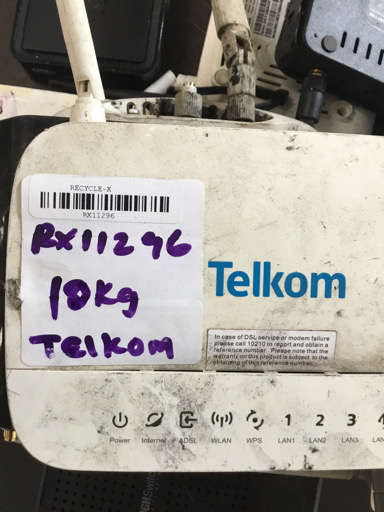 RECYCLE-X
RX11296
RX11296
10Kg
TELKOM
Telkom
In case of DSL service or modem failure
please call 10210 to report and obtain a
reference number. Please note that the
warranty on this product is subject to the
obtaining of this reference number.
1 2 3
Power Internet ADSL WLAN WPS LAN1 LAN2 LAN3